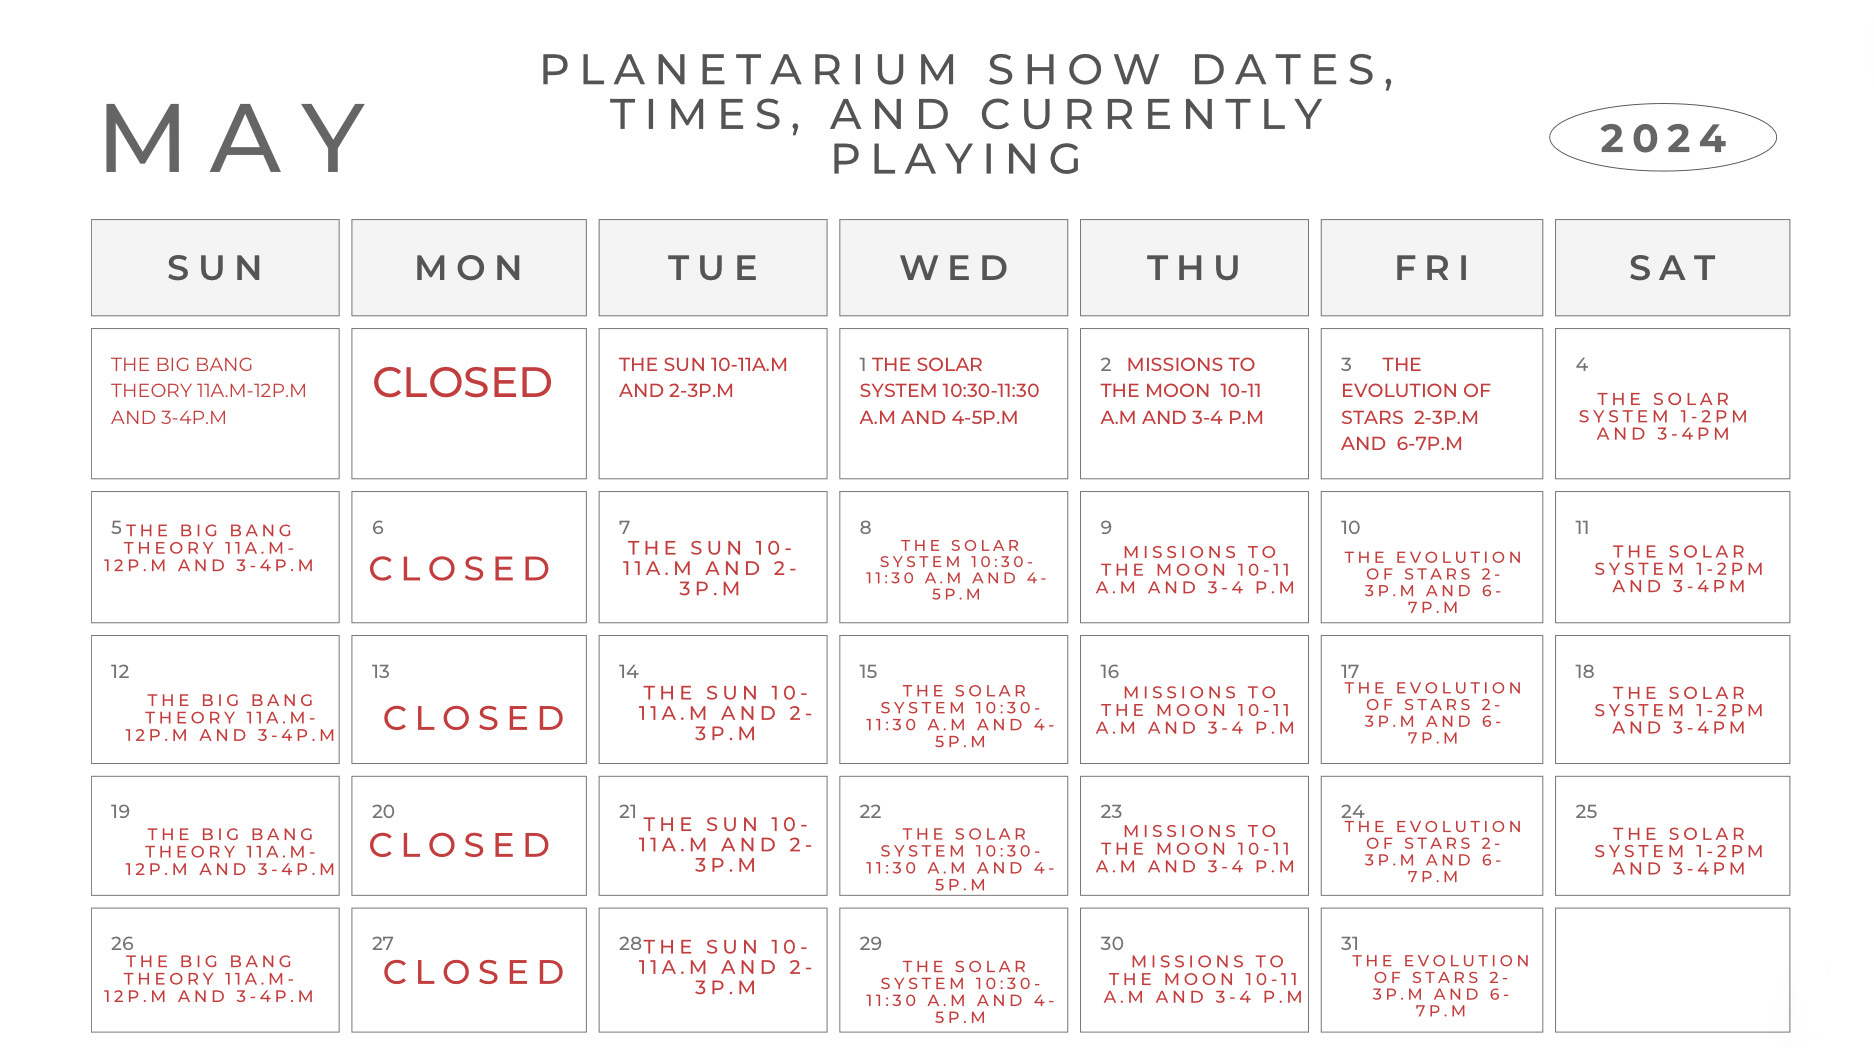 MAY
PLANETARIUM SHOW DATES,
TIMES, AND CURRENTLY
PLAYING
2024
SUN
MON
TUE
WED
THU
FRI
SAT
THE BIG BANG
THEORY 11A.M-12P.M
AND 3-4P.M
CLOSED
THE SUN 10-11A.M
AND 2-3P.M
1 THE SOLAR
SYSTEM 10:30-11:30
A.M AND 4-5P.M
2 MISSIONS TO
THE MOON 10-11
A.M AND 3-4 P.M
3 THE
EVOLUTION OF
STARS 2-3P.M
AND 6-7P.M
4
THE SOLAR
SYSTEM 1-2PM
AND 3-4PM
5 THE BIG BANG
THEORY 11A.M-
12P.M AND 3-4P.M
6
CLOSED
7
THE SUN 10-
11A.M AND 2-
3P.M
8
THE SOLAR
SYSTEM 10:30-
11:30 A.M AND 4-
5P.M
9
MISSIONS TO
THE MOON 10-11
A.M AND 3-4 P.M
10
THE EVOLUTION
OF STARS 2-
3P.M AND 6-
7P.M
11
THE SOLAR
SYSTEM 1-2PM
AND 3-4PM
12
THE BIG BANG
THEORY 11A.M-
12P.M AND 3-4P.M
13
CLOSED
14
THE SUN 10-
11A.M AND 2-
3P.M
15
THE SOLAR
SYSTEM 10:30-
11:30 A.M AND 4-
5P.M
16
MISSIONS TO
THE MOON 10-11
A.M AND 3-4 P.M
17
THE EVOLUTION
OF STARS 2-
3P.M AND 6-
7P.M
18
THE SOLAR
SYSTEM 1-2PM
AND 3-4PM
19
THE BIG BANG
THEORY 11A.M-
12P.M AND 3-4P.M
20
CLOSED
21
THE SUN 10-
11A.M AND 2-
3P.M
22
THE SOLAR
SYSTEM 10:30-
11:30 A.M AND 4-
5P.M
23
MISSIONS TO
THE MOON 10-11
A.M AND 3-4 P.M
24
THE EVOLUTION
OF STARS 2-
3P.M AND 6-
7P.M
25
THE SOLAR
SYSTEM 1-2PM
AND 3-4PM
26
THE BIG BANG
THEORY 11A.M-
12P.M AND 3-4P.M
27
CLOSED
28 THE SUN 10-
11A.M AND 2-
3P.M
29
THE SOLAR
SYSTEM 10:30-
11:30 A.M AND 4-
5P.M
30
MISSIONS TO
THE MOON 10-11
A.M AND 3-4 P.M
31
THE EVOLUTION
OF STARS 2-
3P.M AND 6-
7P.M